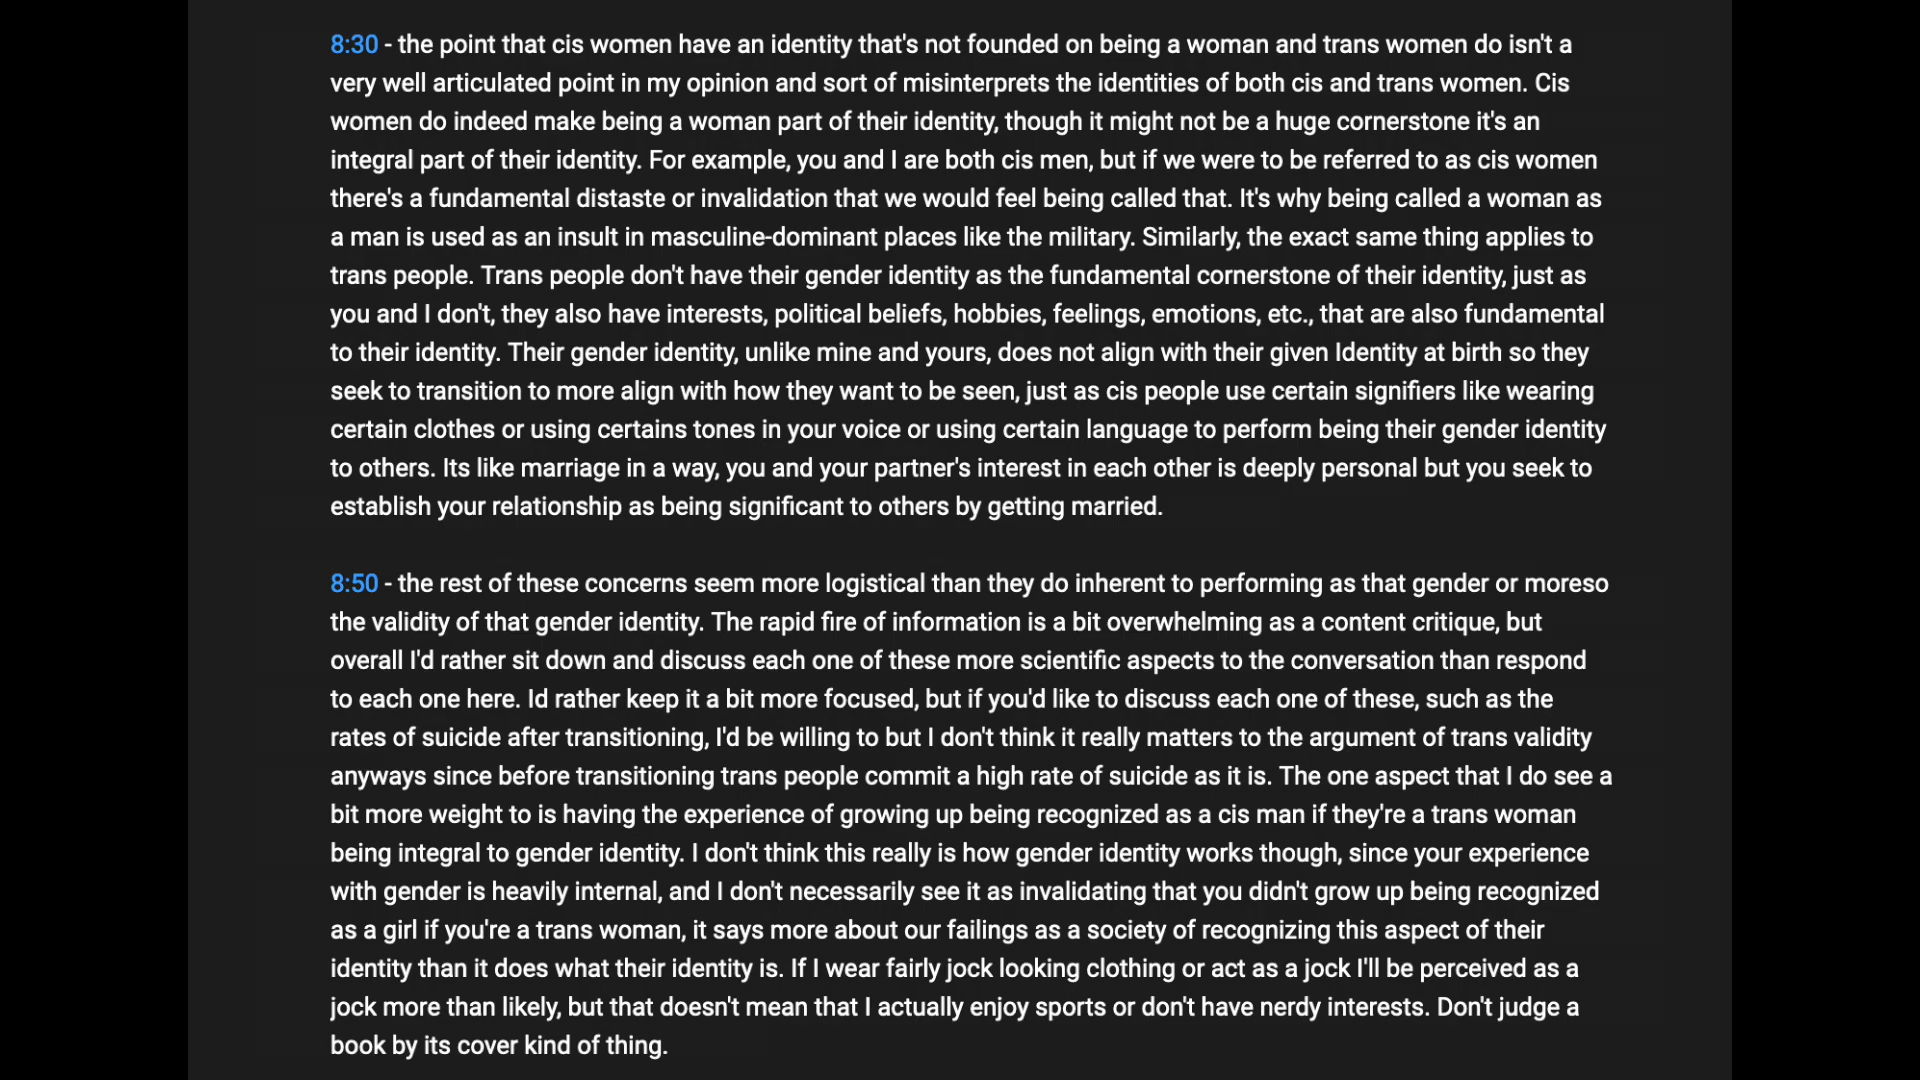 8:30 - the point that cis women have an identity that's not founded on being a woman and trans women do isn't a
very well articulated point in my opinion and sort of misinterprets the identities of both cis and trans women. Cis
women do indeed make being a woman part of their identity, though it might not be a huge cornerstone it's an
integral part of their identity. For example, you and I are both cis men, but if we were to be referred to as cis women
there's a fundamental distaste or invalidation that we would feel being called that. It's why being called a woman as
a man is used as an insult in masculine-dominant places like the military. Similarly, the exact same thing applies to
trans people. Trans people don't have their gender identity as the fundamental cornerstone of their identity, just as
you and I don't, they also have interests, political beliefs, hobbies, feelings, emotions, etc., that are also fundamental
to their identity. Their gender identity, unlike mine and yours, does not align with their given Identity at birth so they
seek to transition to more align with how they want to be seen, just as cis people use certain signifiers like wearing
certain clothes or using certains tones in your voice or using certain language to perform being their gender identity
to others. Its like marriage in a way, you and your partner's interest in each other is deeply personal but you seek to
establish your relationship as being significant to others by getting married.
8:50 - the rest of these concerns seem more logistical than they do inherent to performing as that gender or moreso
the validity of that gender identity. The rapid fire of information is a bit overwhelming as a content critique, but
overall I'd rather sit down and discuss each one of these more scientific aspects to the conversation than respond
to each one here. Id rather keep it a bit more focused, but if you'd like to discuss each one of these, such as the
rates of suicide after transitioning, I'd be willing to but I don't think it really matters to the argument of trans validity
anyways since before transitioning trans people commit a high rate of suicide as it is. The one aspect that I do see a
bit more weight to is having the experience of growing up being recognized as a cis man if they're a trans woman
being integral to gender identity. I don't think this really is how gender identity works though, since your experience
with gender is heavily internal, and I don't necessarily see it as invalidating that you didn't grow up being recognized
as a girl if you're a trans woman, it says more about our failings as a society of recognizing this aspect of their
identity than it does what their identity is. If I wear fairly jock looking clothing or act as a jock I'll be perceived as a
jock more than likely, but that doesn't mean that I actually enjoy sports or don't have nerdy interests. Don't judge a
book by its cover kind of thing.